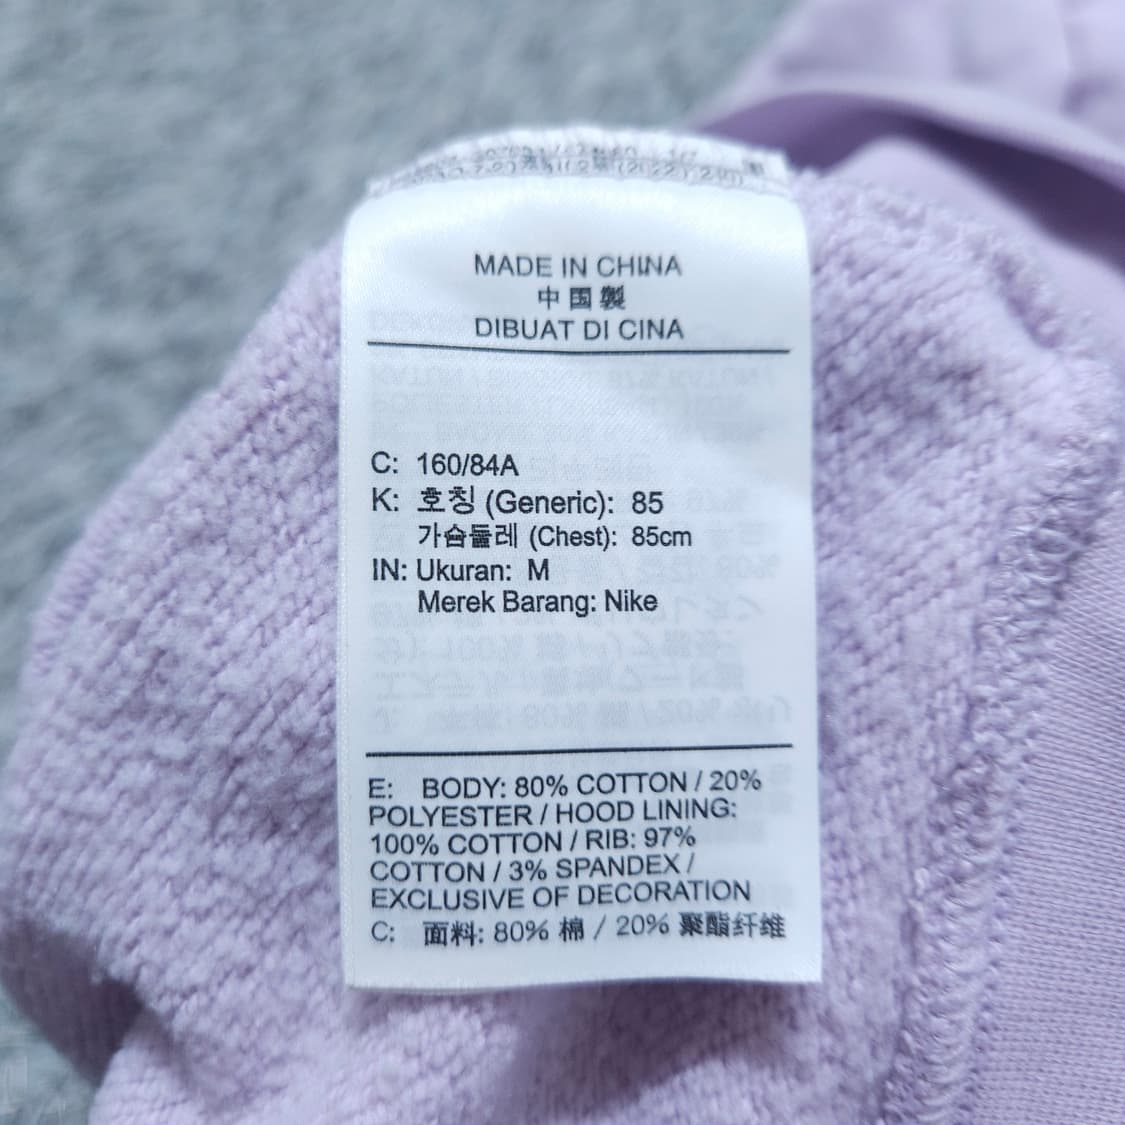 MADE IN CHINA
中国製
DIBUAT DI CINA
C: 160/84A
K: 호칭 (Generic): 85
가슴둘레 (Chest): 85cm
IN: Ukuran: M
Merek Barang: Nike
E: BODY: 80% COTTON / 20%
POLYESTER / HOOD LINING:
100% COTTON / RIB: 97%
COTTON / 3% SPANDEX /
EXCLUSIVE OF DECORATION
C: 面料: 80% 棉 / 20% 聚酯纤维